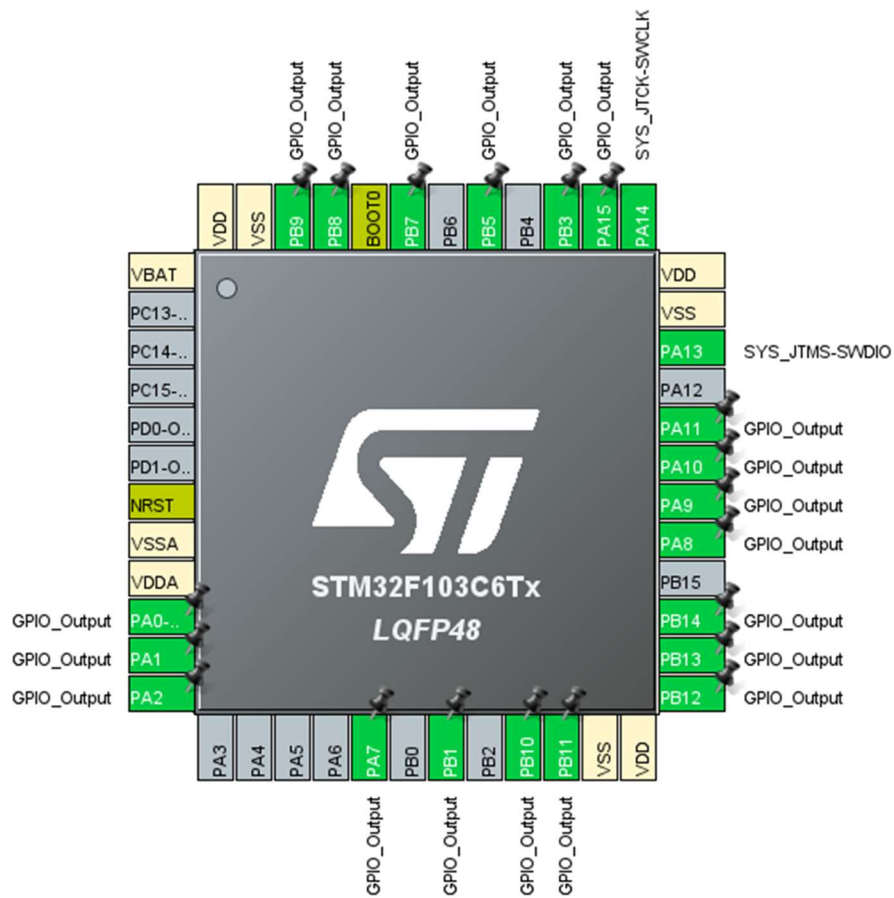 GPIO_Output
GPIO_Output
GPIO_Output
GPIO_Output
GPIO_Output
GPIO_Output
SYS_JTCK-SWCLK
VDD
VSS
PB9
PB8
BOOT0
PB7
PB6
PB5
PB4
PB3
PA15
PA14
VBAT
PC13-..
PC14-..
PC15-..
PD0-O..
PD1-O..
NRST
VSSA
VDDA
GPIO_Output PA0-..
GPIO_Output PA1
GPIO_Output PA2
STM32F103C6Tx
LQFP48
VDD
VSS
PA13 SYS_JTMS-SWDIO
PA12
PA11 GPIO_Output
PA10 GPIO_Output
PA9 GPIO_Output
PA8 GPIO_Output
PB15
PB14 GPIO_Output
PB13 GPIO_Output
PB12 GPIO_Output
PA3
PA4
PA5
PA6
PA7
PB0
PB1
PB2
PB10
PB11
VSS
VDD
GPIO_Output
GPIO_Output
GPIO_Output
GPIO_Output